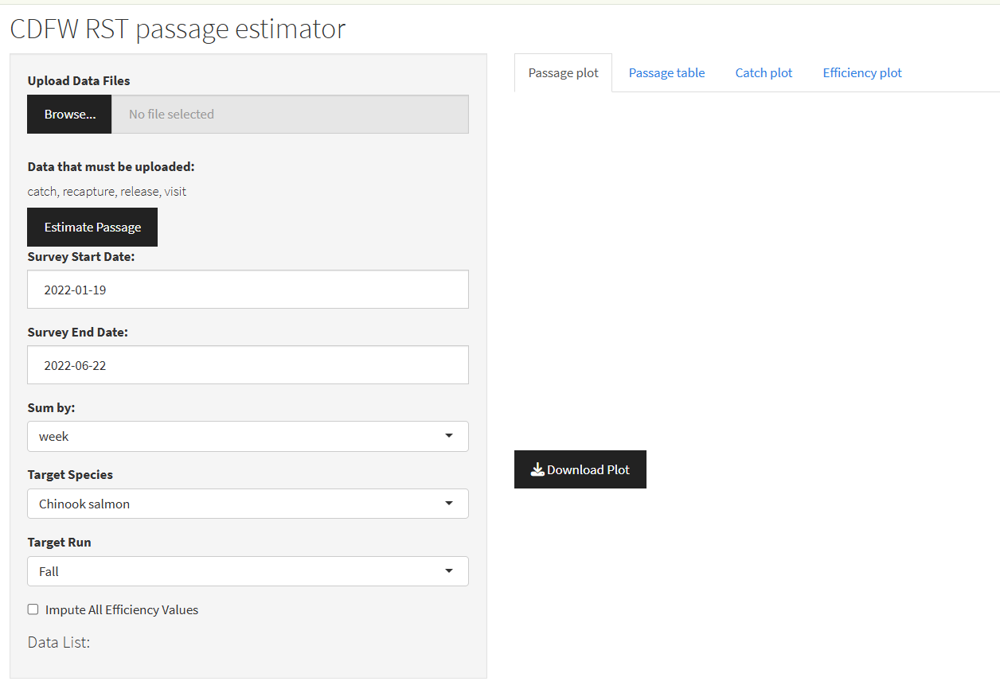 CDFW RST passage estimator
Upload Data Files
Browse... No file selected
Data that must be uploaded:
catch, recapture, release, visit
Estimate Passage
Survey Start Date:
2022-01-19
Survey End Date:
2022-06-22
Sum by:
week
Target Species
Chinook salmon
Target Run
Fall
Impute All Efficiency Values
Data List:
Passage plot Passage table Catch plot Efficiency plot
Download Plot